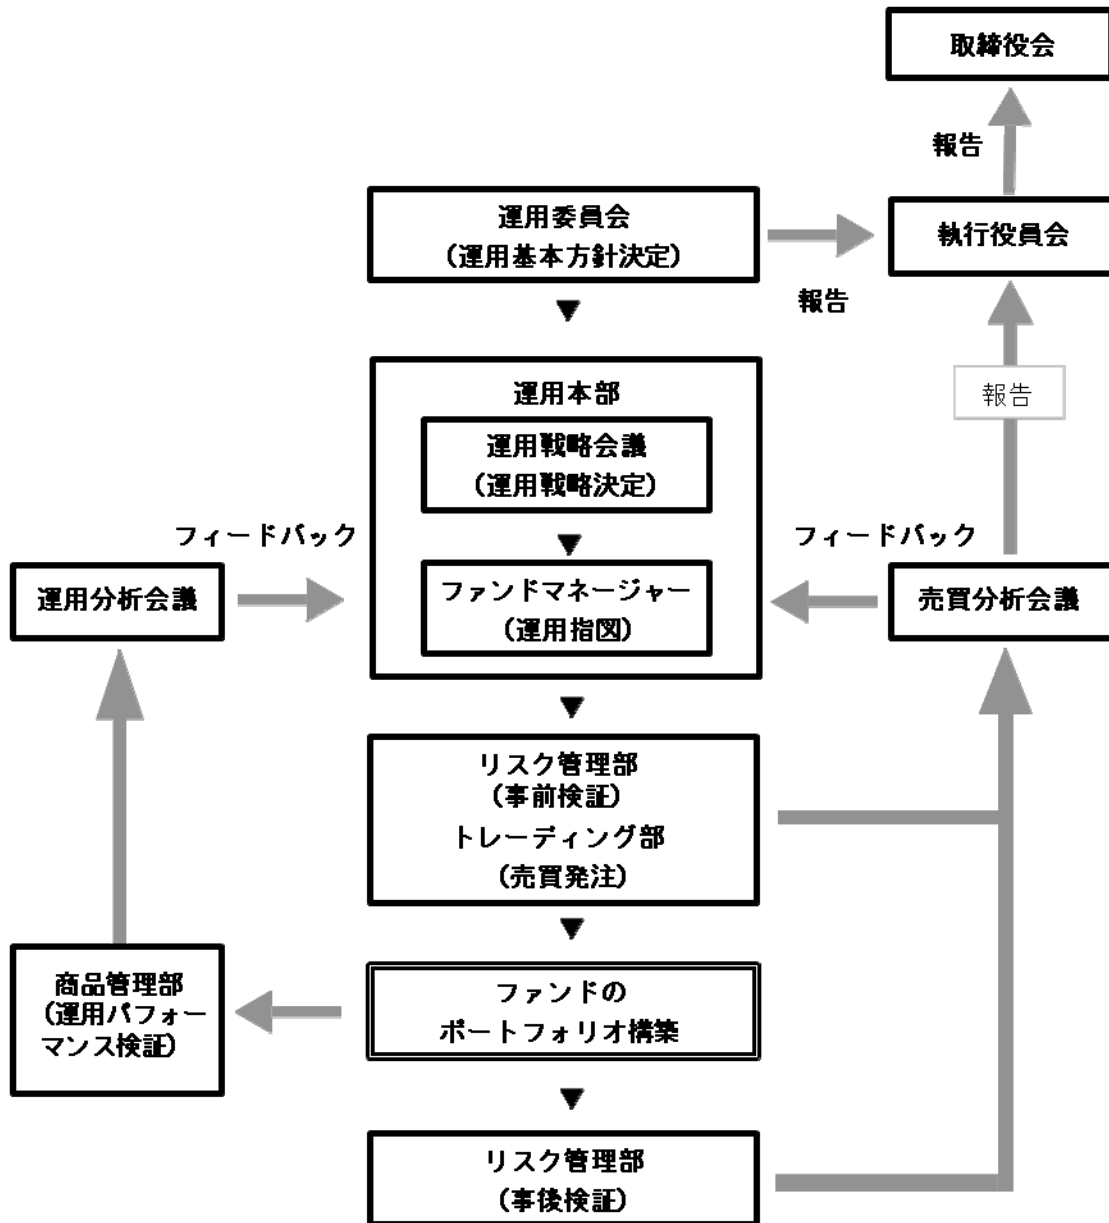 取締役会
報告
運用委員会
(運用基本方針決定)
執行役員会
報告
運用本部
報告
運用戦略会議
(運用戦略決定)
フィードバック
フィードバック
運用分析会議
ファンドマネージャー
(運用指図)
売買分析会議
リスク管理部
(事前検証)
トレーディング部
(売買発注)
商品管理部
(運用パフォー
マンス検証)
ファンドの
ポートフォリオ構築
リスク管理部
(事後検証)